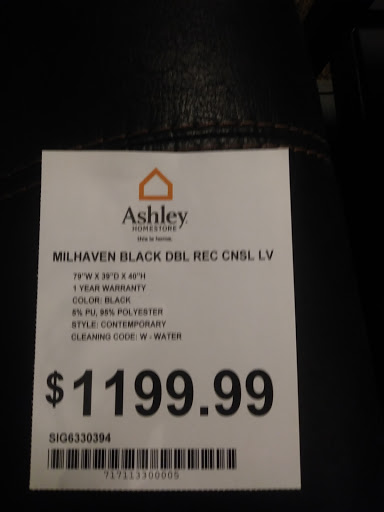 Ashley
HOMESTORE
this is home.
MILHAVEN BLACK DBL REC CNSL LV
79"W X 39"D X 40"H
1 YEAR WARRANTY
COLOR: BLACK
5% PU, 95% POLYESTER
STYLE: CONTEMPORARY
CLEANING CODE: W - WATER
$1199.99
SIG6330394
717113300005